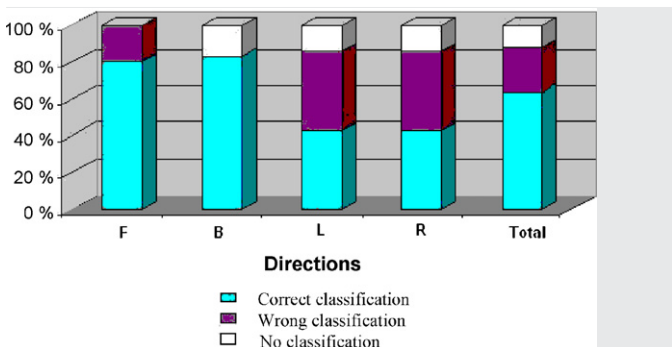 100 %
80 %
60 %
40 %
20 %
0 %
F B L R Total
Directions
Correct classification
Wrong classification
No classification